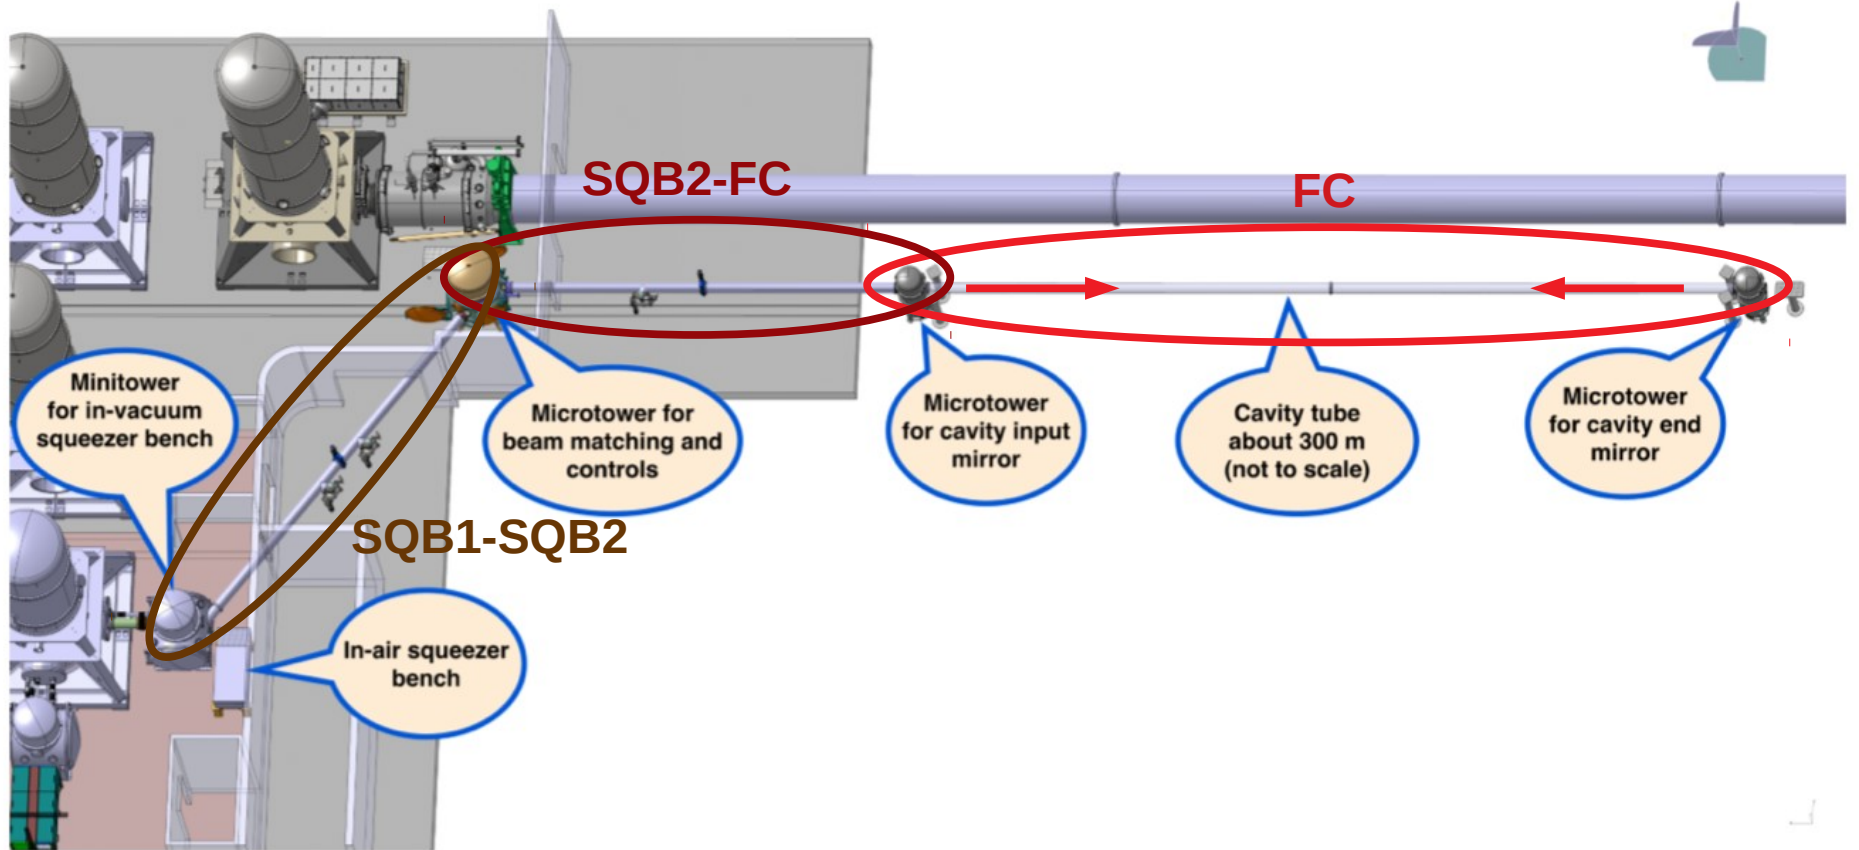 SQB2-FC
FC
Minitower
for in-vacuum
squeezer bench
Microtower for
beam matching and
controls
Microtower
for cavity input
mirror
Cavity tube
about 300 m
(not to scale)
Microtower
for cavity end
mirror
SQB1-SQB2
In-air squeezer
bench